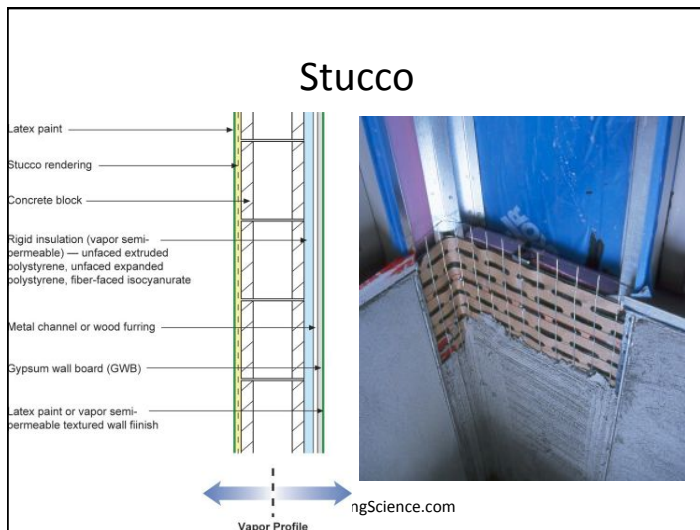 Stucco
Latex paint
Stucco rendering
Concrete block
Rigid insulation (vapor semi-
permeable) — unfaced extruded
polystyrene, unfaced expanded
polystyrene, fiber-faced isocyanurate
Metal channel or wood furring
Gypsum wall board (GWB)
Latex paint or vapor semi-
permeable textured wall fiinish
ngScience.com
Vapor Profile